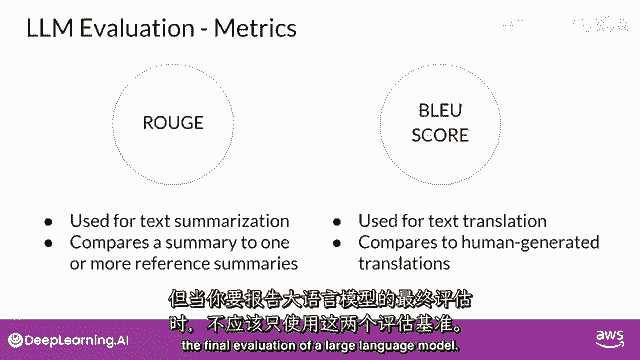 LLM Evaluation - Metrics
ROUGE
BLEU
SCORE
● Used for text summarization
● Compares a summary to one
or more reference summaries
● Used for text translation
● Compares to human-generated
translations
但当你要报告大语言模型的最终评估
时，不应该只使用这两个评估基准。
the final evaluation of a large language model.
DeepLearning.AI
aws